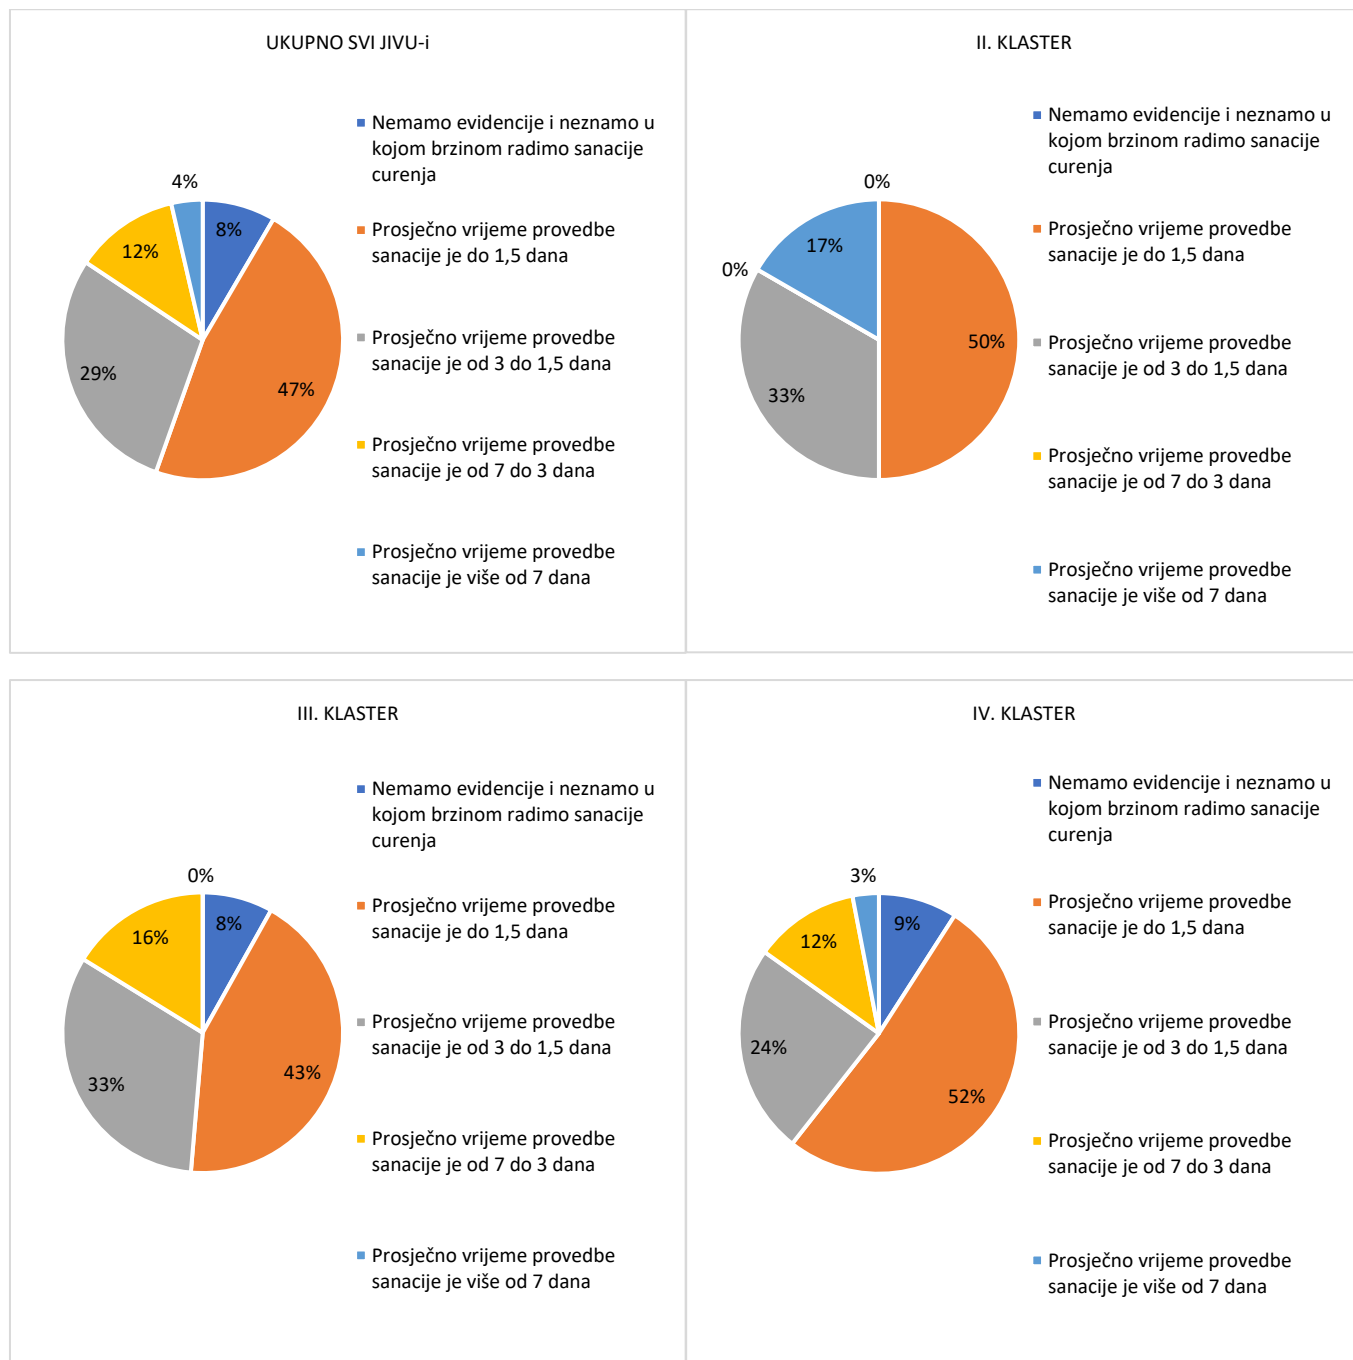 UKUPNO SVI JIVU-i
Nemamo evidencije i neznamo u
kojom brzinom radimo sanacije
curenja
Prosječno vrijeme provedbe
sanacije je do 1,5 dana
Prosječno vrijeme provedbe
sanacije je od 3 do 1,5 dana
Prosječno vrijeme provedbe
sanacije je od 7 do 3 dana
Prosječno vrijeme provedbe
sanacije je više od 7 dana
4%
8%
12%
29%
47%
II. KLASTER
Nemamo evidencije i neznamo u
kojom brzinom radimo sanacije
curenja
Prosječno vrijeme provedbe
sanacije je do 1,5 dana
Prosječno vrijeme provedbe
sanacije je od 3 do 1,5 dana
Prosječno vrijeme provedbe
sanacije je od 7 do 3 dana
Prosječno vrijeme provedbe
sanacije je više od 7 dana
0%
17%
0%
50%
33%
III. KLASTER
Nemamo evidencije i neznamo u
kojom brzinom radimo sanacije
curenja
Prosječno vrijeme provedbe
sanacije je do 1,5 dana
Prosječno vrijeme provedbe
sanacije je od 3 do 1,5 dana
Prosječno vrijeme provedbe
sanacije je od 7 do 3 dana
Prosječno vrijeme provedbe
sanacije je više od 7 dana
0%
8%
16%
43%
33%
IV. KLASTER
Nemamo evidencije i neznamo u
kojom brzinom radimo sanacije
curenja
Prosječno vrijeme provedbe
sanacije je do 1,5 dana
Prosječno vrijeme provedbe
sanacije je od 3 do 1,5 dana
Prosječno vrijeme provedbe
sanacije je od 7 do 3 dana
Prosječno vrijeme provedbe
sanacije je više od 7 dana
3%
9%
12%
24%
52%